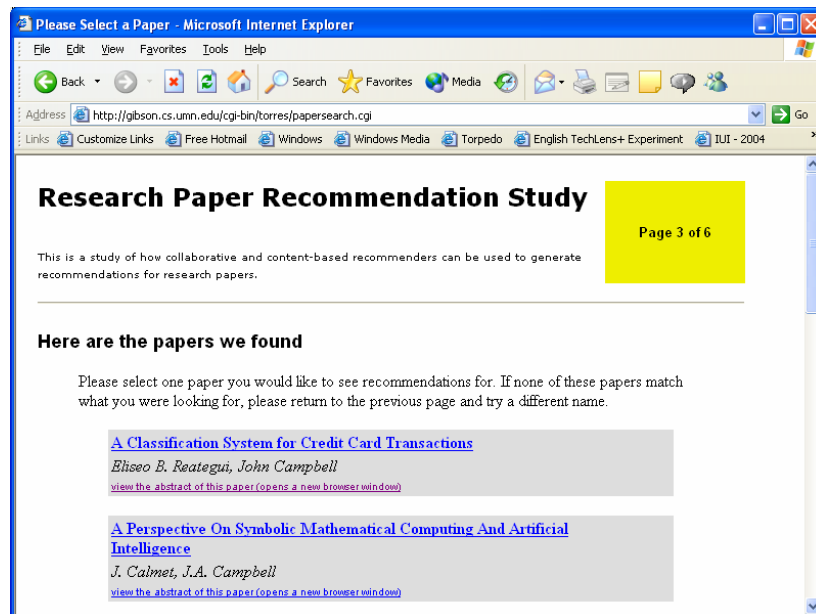 Please Select a Paper - Microsoft Internet Explorer
File Edit View Favorites Tools Help
Back Search Favorites Media
Address http://gibson.cs.umn.edu/cgi-bin/torres/papersearch.cgi Go
Links Customize Links Free Hotmail Windows Windows Media Torpedo English TechLens+ Experiment IUI - 2004 »
Research Paper Recommendation Study
Page 3 of 6
This is a study of how collaborative and content-based recommenders can be used to generate
recommendations for research papers.
Here are the papers we found
Please select one paper you would like to see recommendations for. If none of these papers match
what you were looking for, please return to the previous page and try a different name.
A Classification System for Credit Card Transactions
Eliseo B. Reategui, John Campbell
view the abstract of this paper (opens a new browser window)
A Perspective On Symbolic Mathematical Computing And Artificial
Intelligence
J. Calmet, J.A. Campbell
view the abstract of this paper (opens a new browser window)